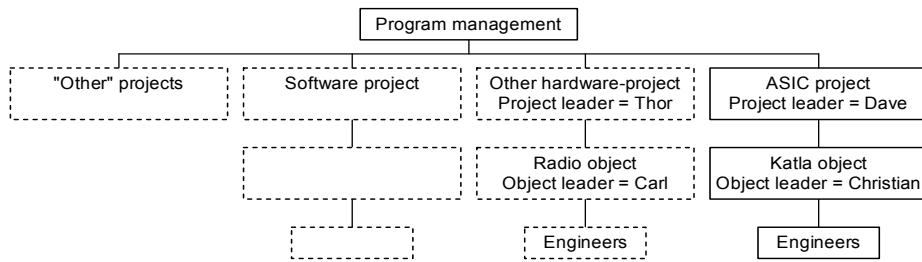 Program management
"Other" projects
Software project
Other hardware-project
Project leader = Thor
ASIC project
Project leader = Dave
Radio object
Object leader = Carl
Katla object
Object leader = Christian
Engineers
Engineers